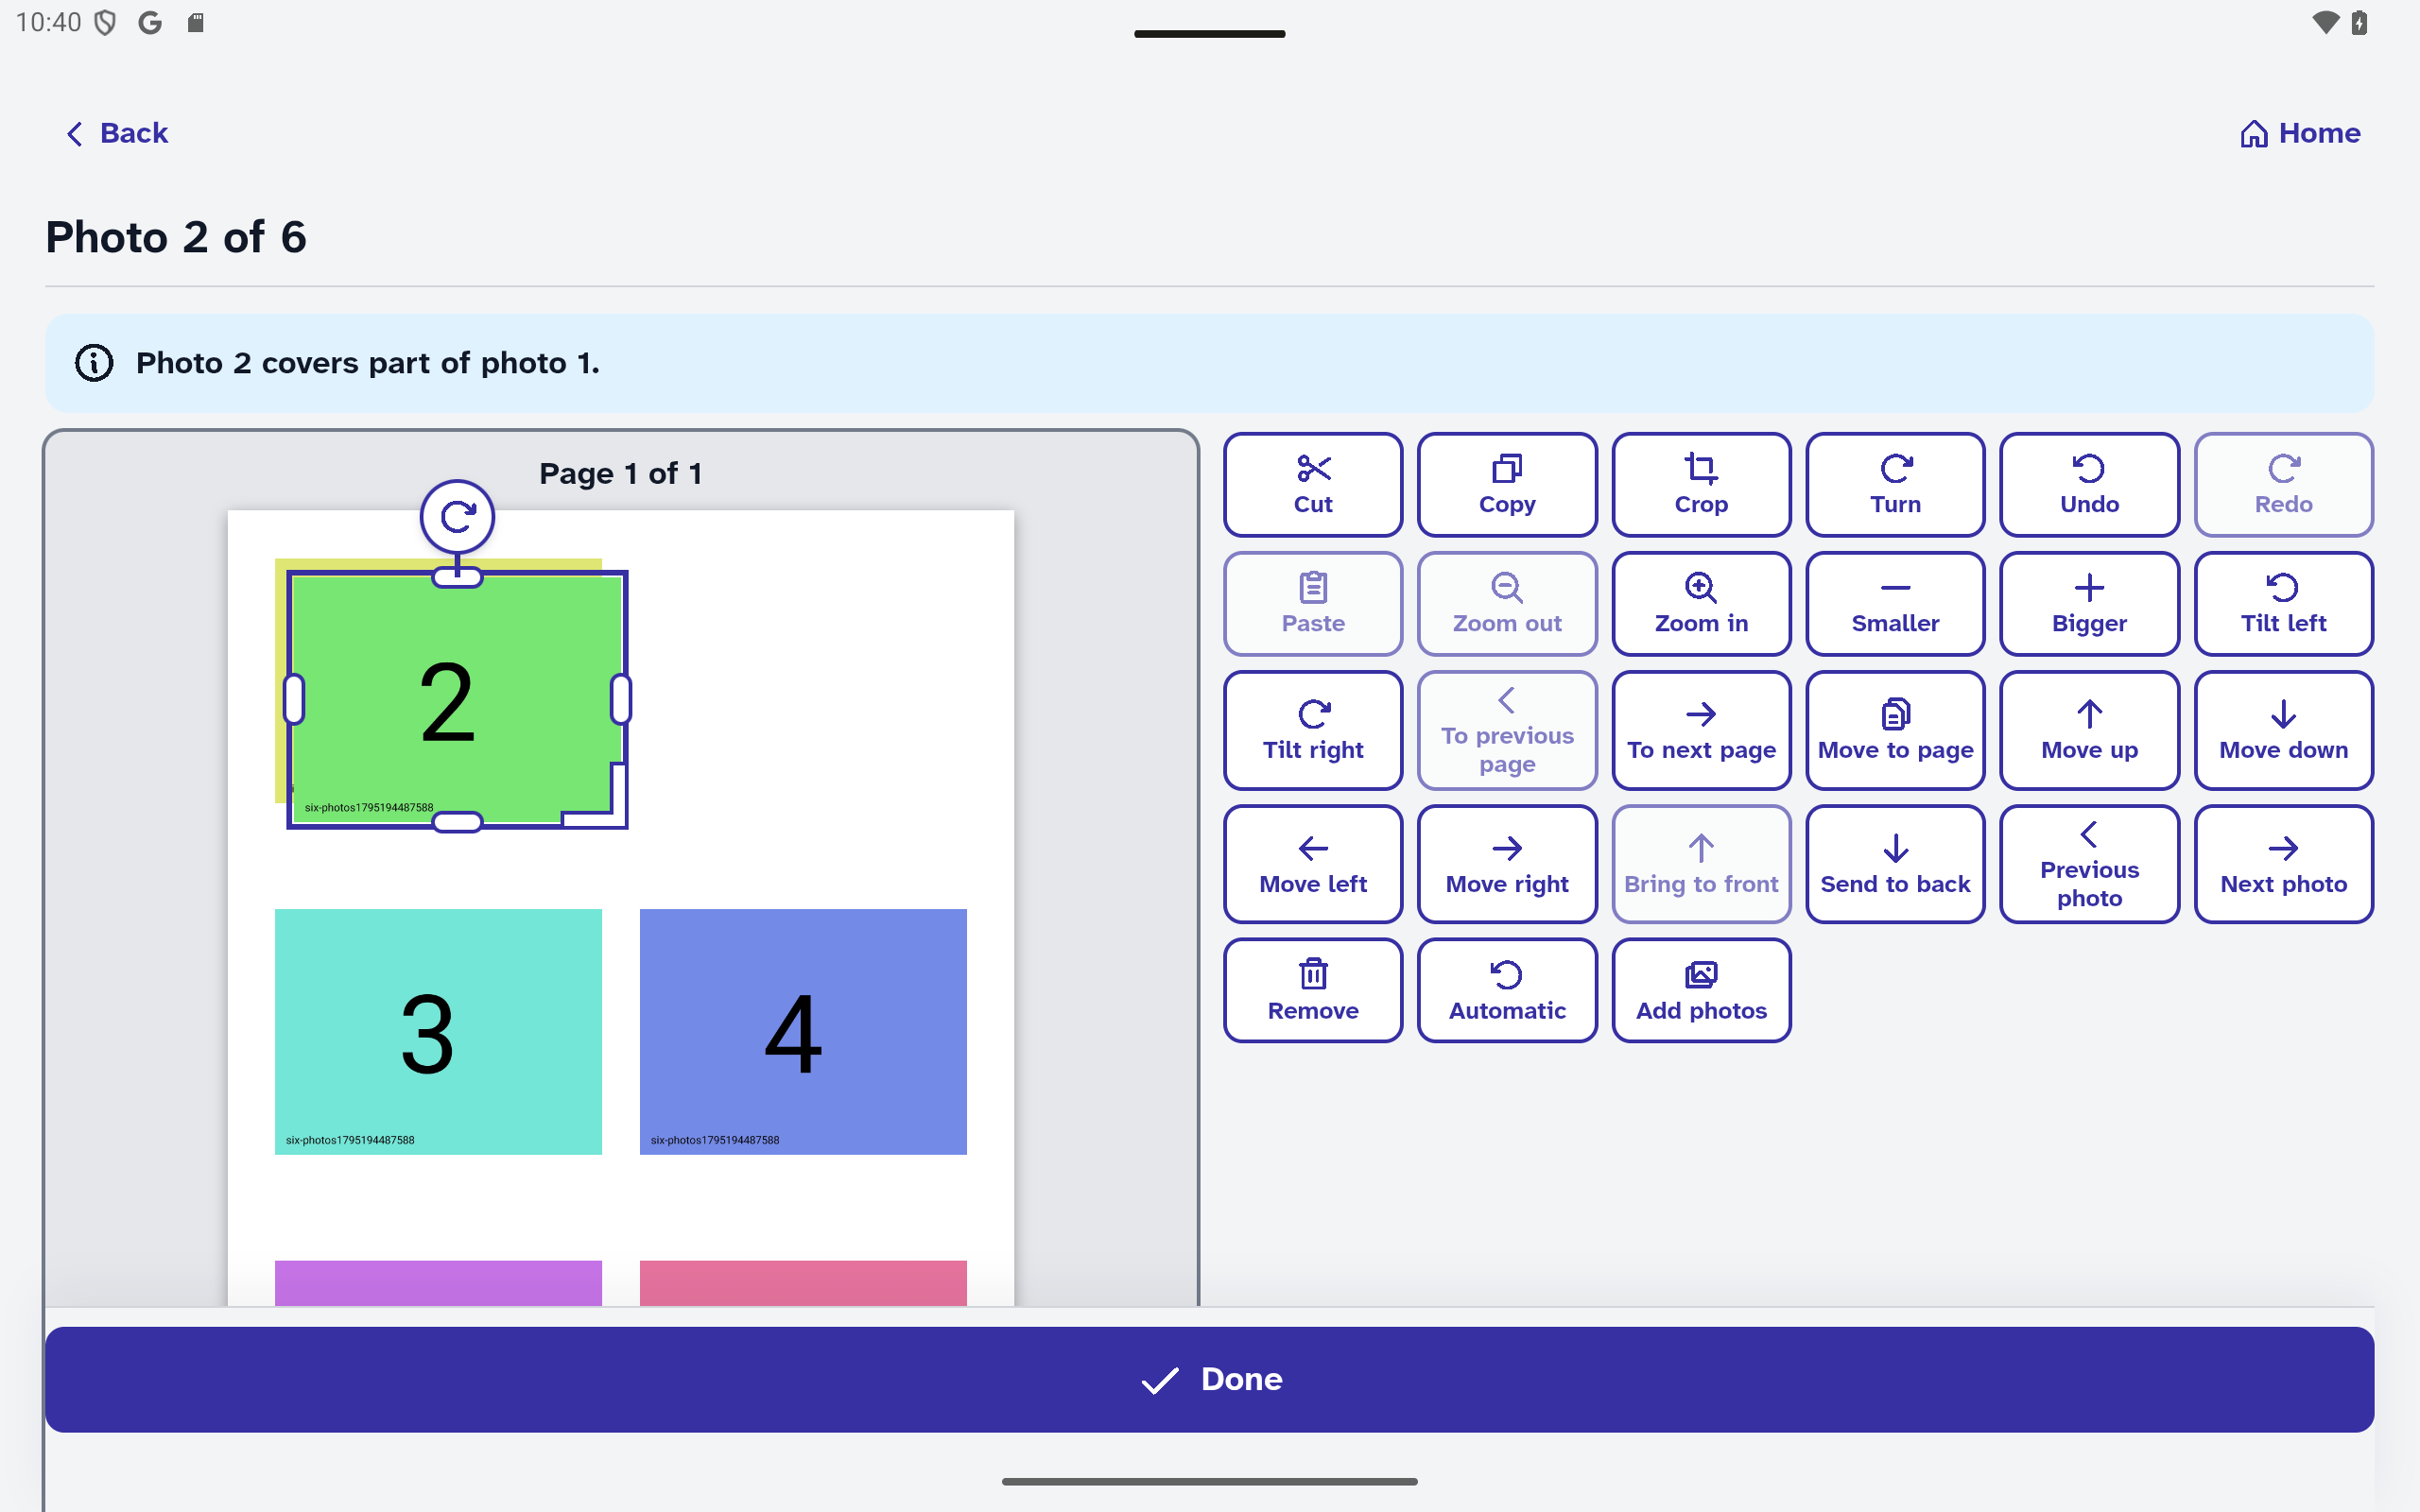 10:40
Back
Home
Photo 2 of 6
Photo 2 covers part of photo 1.
Page 1 of 1
2
six-photos1795194487588
3
six-photos1795194487588
4
six-photos1795194487588
Cut
Copy
Crop
Turn
Undo
Redo
Paste
Zoom out
Zoom in
Smaller
Bigger
Tilt left
Tilt right
To previous
page
To next page
Move to page
Move up
Move down
Move left
Move right
Bring to front
Send to back
Previous
photo
Next photo
Remove
Automatic
Add photos
Done